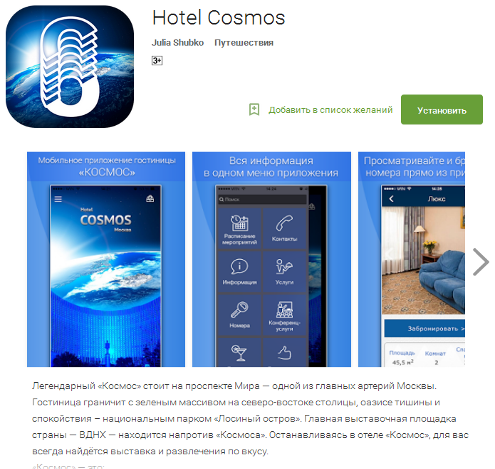 Hotel Cosmos
Julia Shubko Путешествия
3+
Добавить в список желаний
Установить
Мобильное приложение гостиницы
«КОСМОС»
Hotel
COSMOS
Москва
Вся информация
в одном меню приложения
Поиск
Расписание
мероприятий
Контакты
Информация
Услуги
Номера
Конференц-
услуги
Просматривайте и б
номера прямо из при
16:28
Люкс
Забронировать >
Площадь
Комнат
45,5 м²
2
Легендарный «Космос» стоит на проспекте Мира — одной из главных артерий Москвы.
Гостиница граничит с зеленым массивом на северо-востоке столицы, оазисе тишины и
спокойствия – национальным парком «Лосиный остров». Главная выставочная площадка
страны — ВДНХ — находится напротив «Космоса». Останавливаясь в отеле «Космос», для вас
всегда найдётся выставка и развлечения по вкусу.
«Космос» — это: